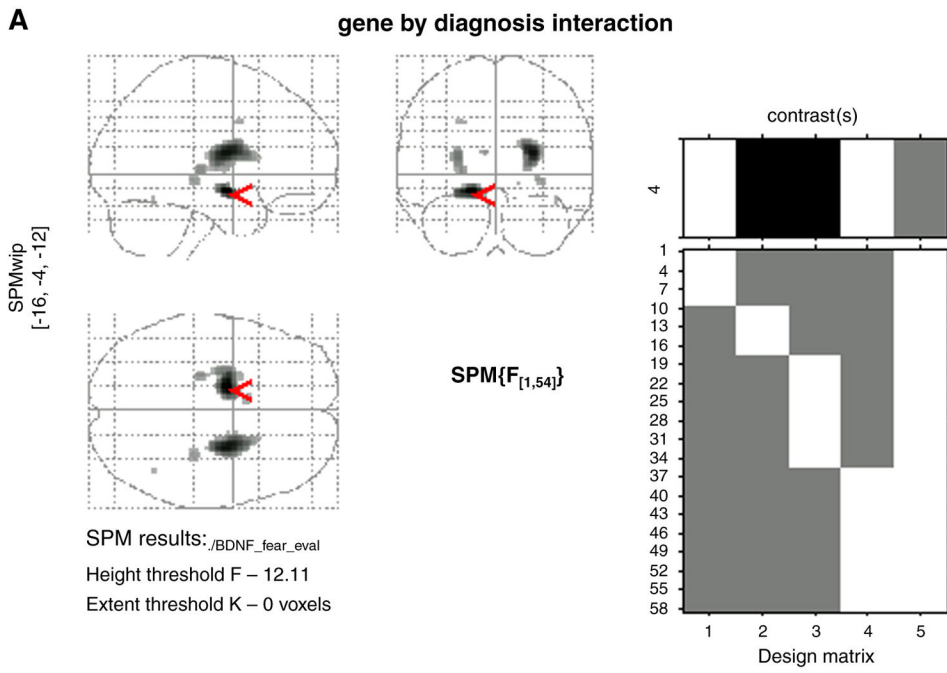 A
gene by diagnosis interaction
SPMwip
[-16, -4, -12]
contrast(s)
4
SPM{F[1,54]}
1
4
7
10
13
16
19
22
25
28
31
34
37
40
43
46
49
52
55
58
1 2 3 4 5
Design matrix
SPM results:./BDNF_fear_eval
Height threshold F – 12.11
Extent threshold K – 0 voxels